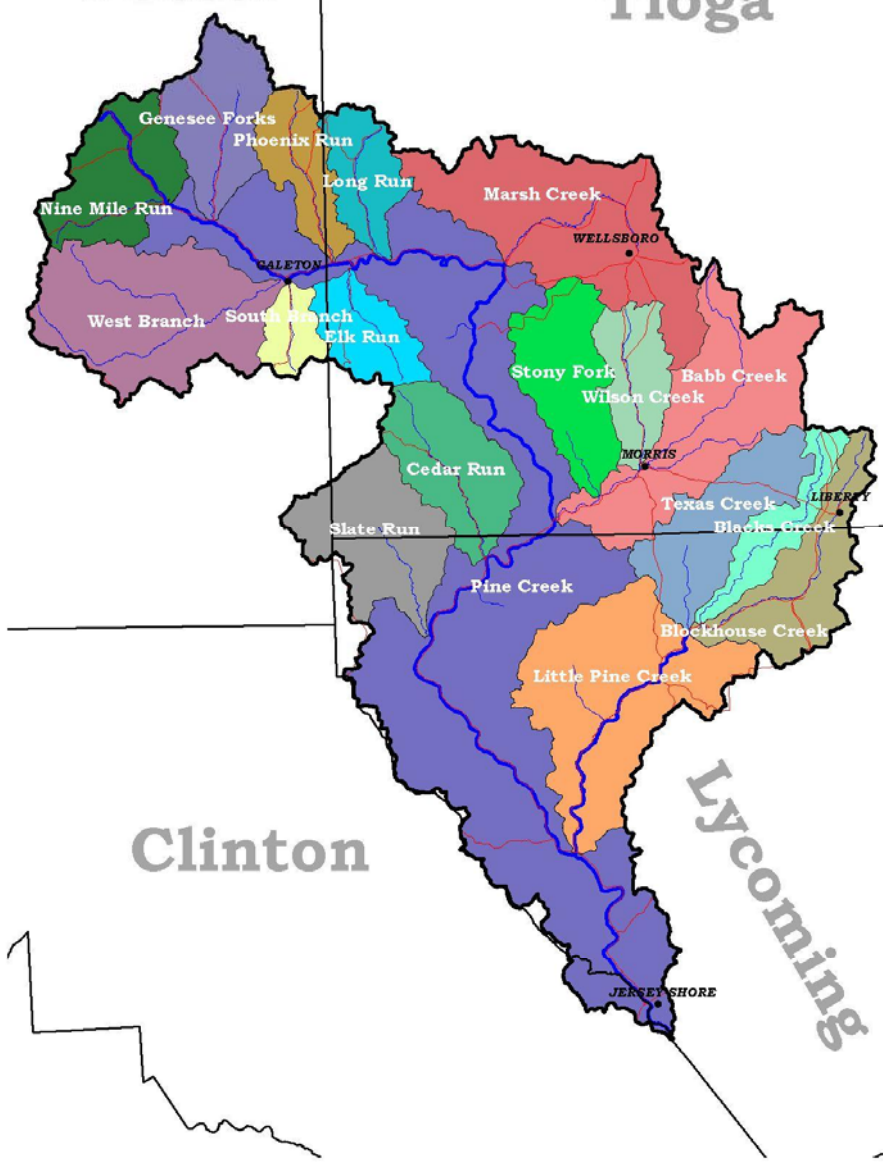 Tioga
Genesee Forks
Phoenix Run
Long Run
Marsh Creek
Nine Mile Run
WELLSBORO
GALETON
West Branch
South Branch
Elk Run
Stony Fork
Wilson Creek
Babb Creek
MORRIS
Cedar Run
Texas Creek
LIBERTY
Slate Run
Blacks Creek
Pine Creek
Blockhouse Creek
Little Pine Creek
Clinton
Lycoming
JERSEY SHORE